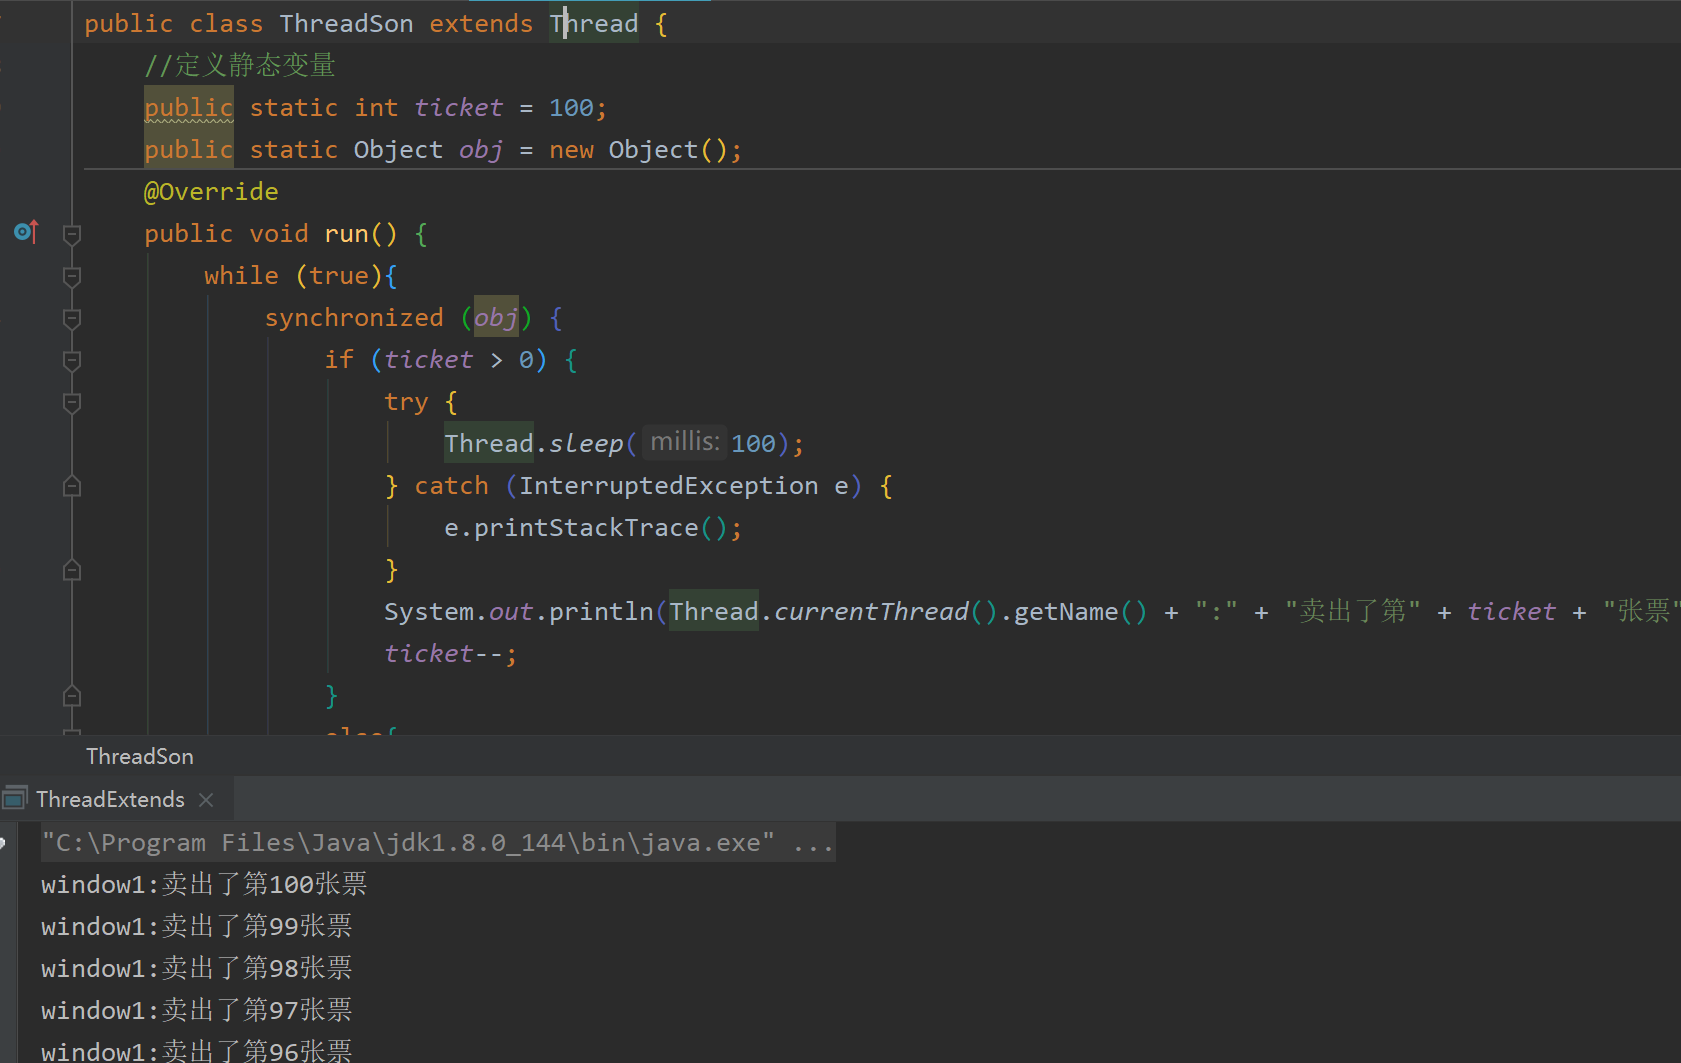 public class ThreadSon extends Thread {
//定义静态变量
public static int ticket = 100;
public static Object obj = new Object();
@Override
public void run() {
while (true){
synchronized (obj) {
if (ticket > 0) {
try {
Thread.sleep( millis: 100);
} catch (InterruptedException e) {
e.printStackTrace();
}
System.out.println(Thread.currentThread().getName() + ":" + "卖出了第" + ticket + "张票"
ticket--;
}
else{
ThreadSon
ThreadExtends
"C:\Program Files\Java\jdk1.8.0_144\bin\java.exe" ...
window1:卖出了第100张票
window1:卖出了第99张票
window1:卖出了第98张票
window1:卖出了第97张票
window1:卖出了第96张票